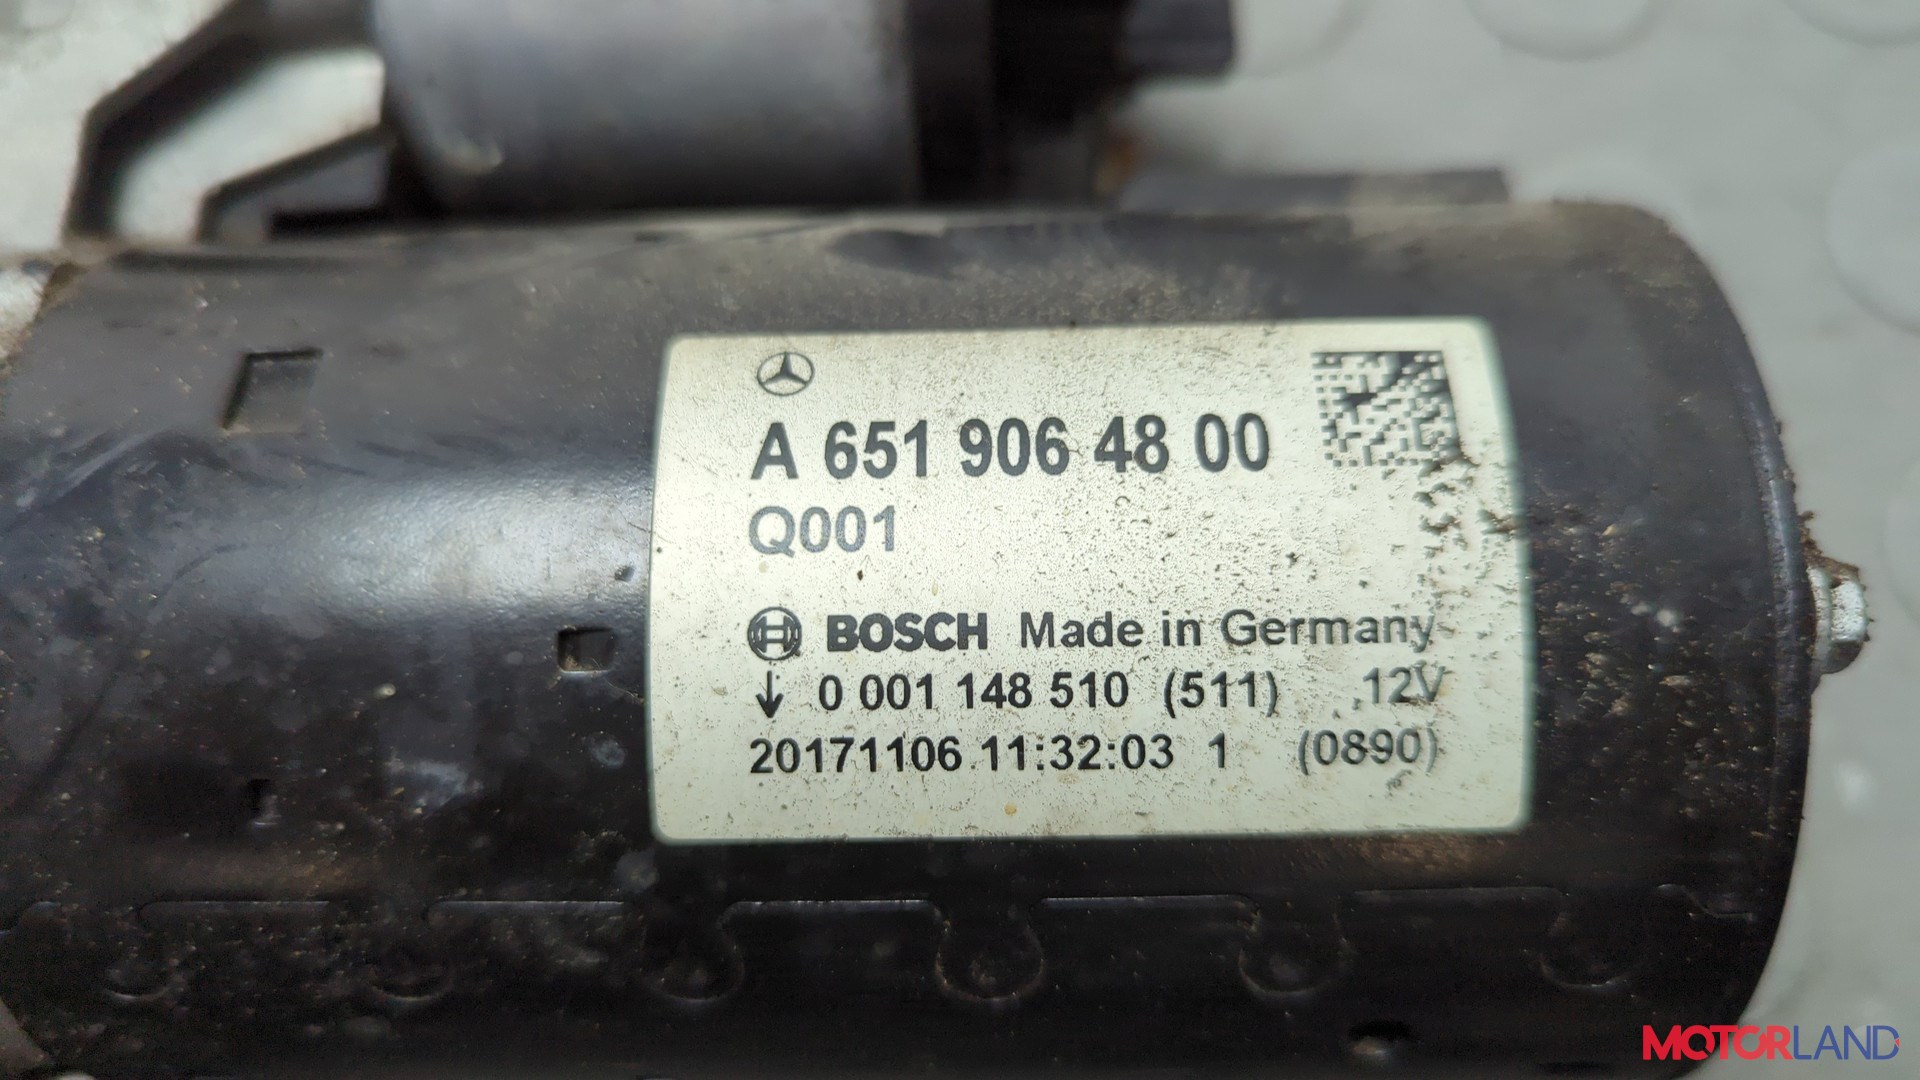 A 651 906 48 00
Q001
BOSCH Made in Germany
↓ 0 001 148 510 (511) 12V
20171106 11:32:03 1 (0890)
MOTORLAND